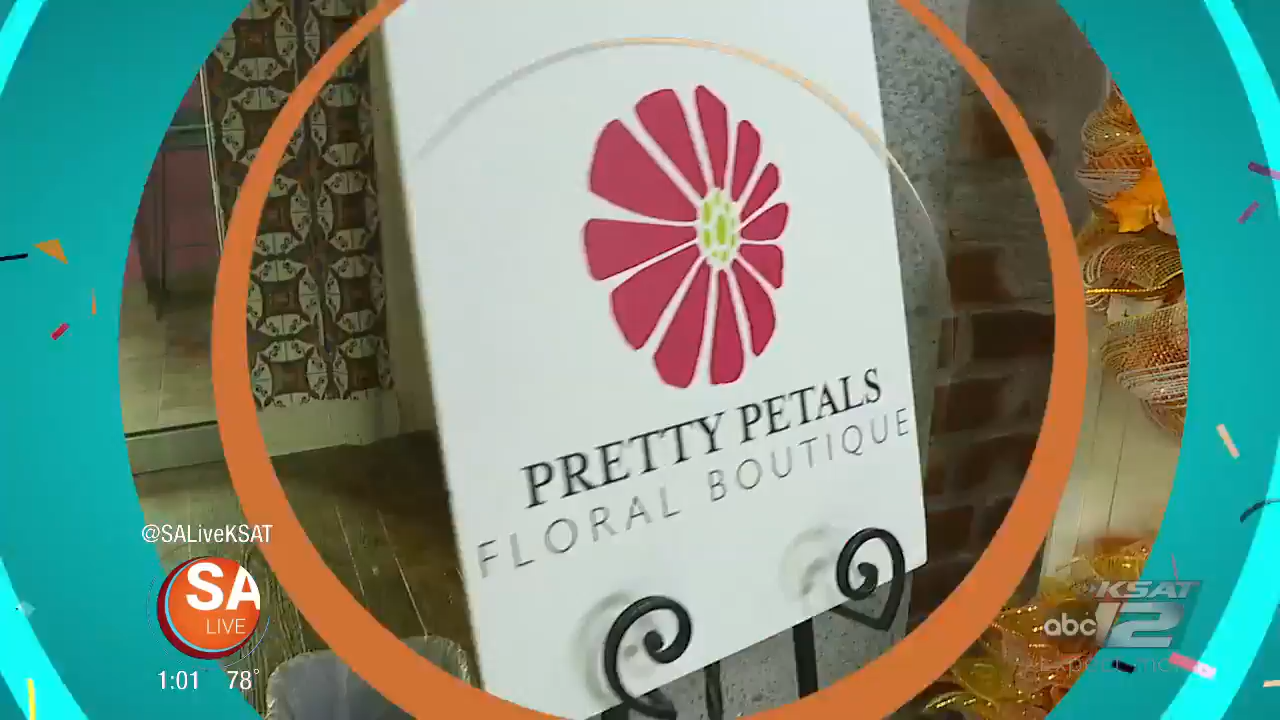 PRETTY PETALS
FLORAL BOUTIQUE
@SALiveKSAT
SA
LIVE
1:01 78°
KSAT
abc 12